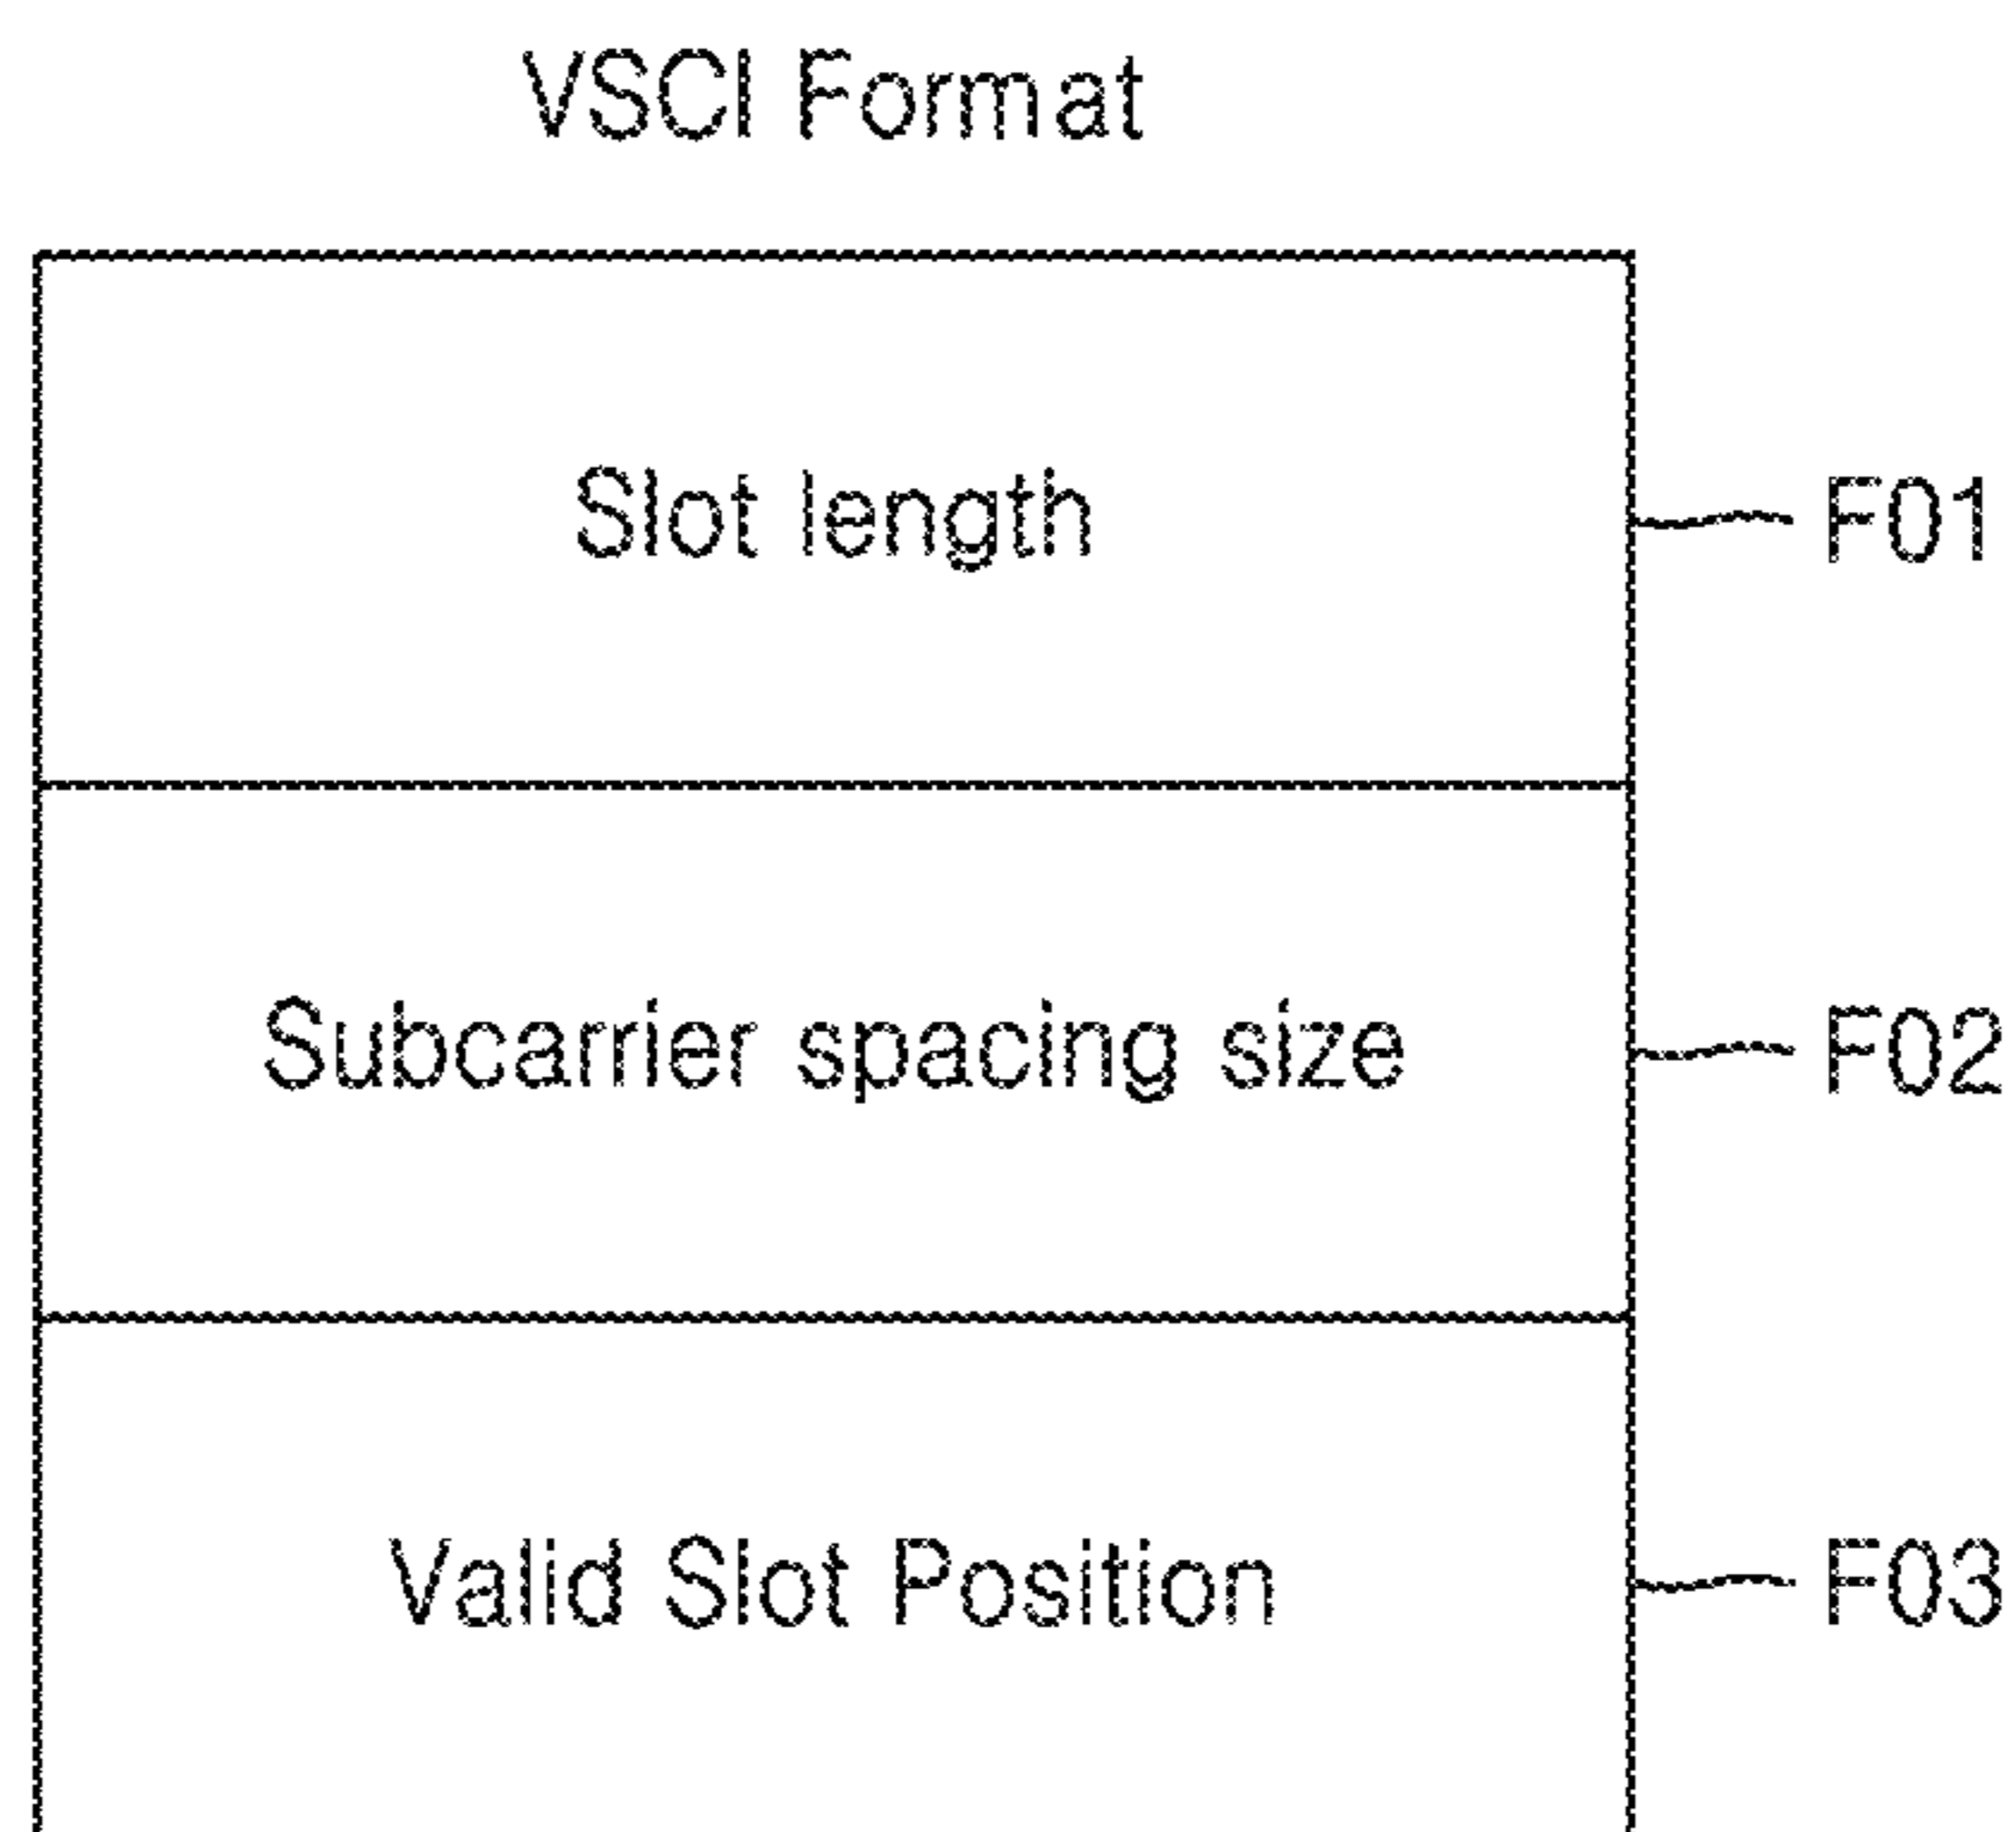 VSCI Format
Slot length
F01
Subcarrier spacing size
F02
Valid Slot Position
F03